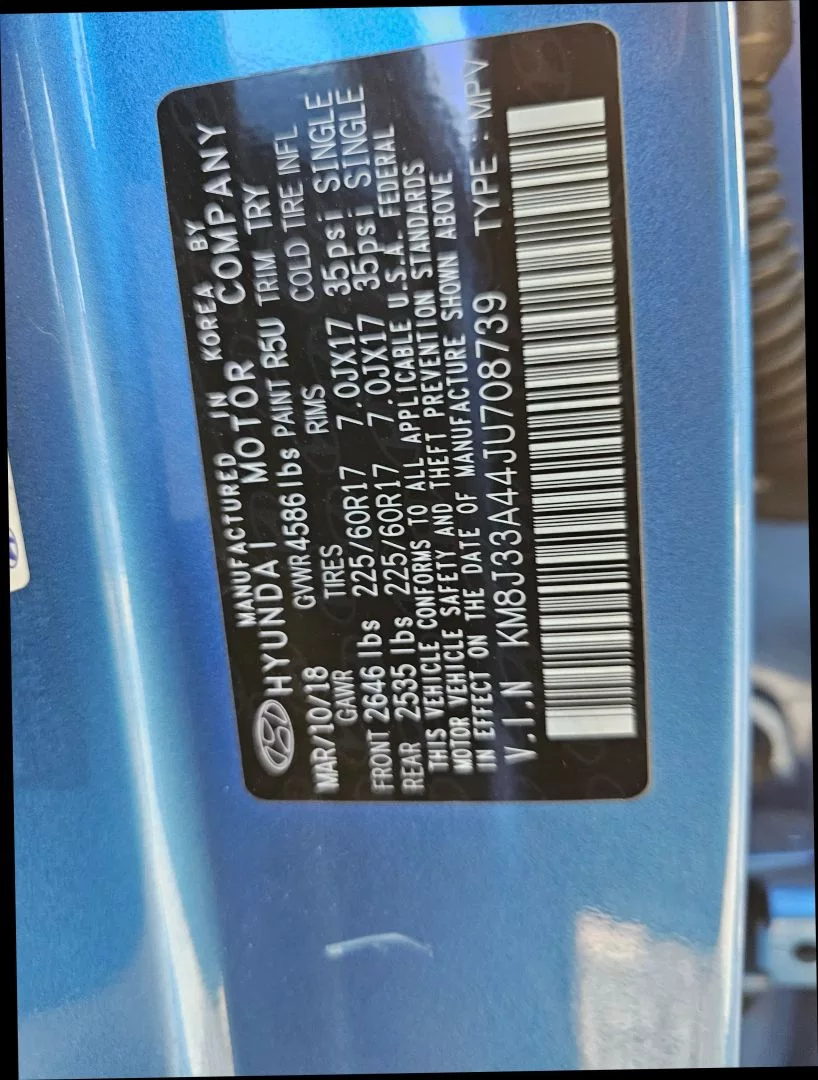 MANUFACTURED IN KOREA BY
HYUNDAI MOTOR COMPANY
MAR/10/18 GVWR 4586 lbs PAINT R5U TRIM TRY
GAWR TIRES RIMS COLD TIRE INFL
FRONT 2646 lbs 225/60R17 7.0JX17 35psi SINGLE
REAR 2535 lbs 225/60R17 7.0JX17 35psi SINGLE
THIS VEHICLE CONFORMS TO ALL APPLICABLE U.S.A. FEDERAL
MOTOR VEHICLE SAFETY AND THEFT PREVENTION STANDARDS
IN EFFECT ON THE DATE OF MANUFACTURE SHOWN ABOVE
V.I.N KM8J33A44JU708739 TYPE : MPV